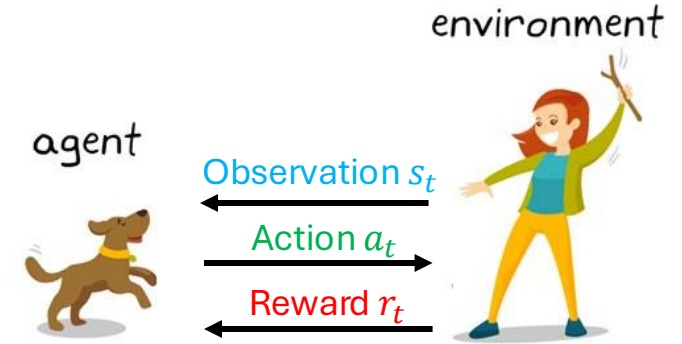 environment
agent
Observation s_t
Action a_t
Reward r_t